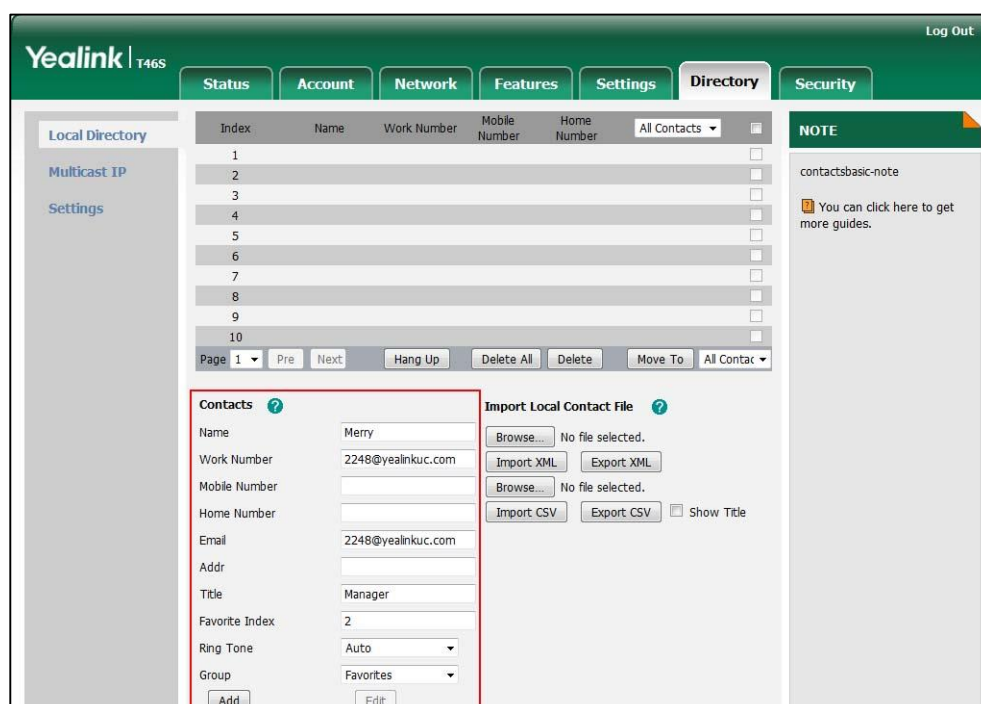 Log Out
Yealink T46S
Status Account Network Features Settings Directory Security
Local Directory
Multicast IP
Settings
Index Name Work Number Mobile Number Home Number All Contacts
1
2
3
4
5
6
7
8
9
10
Page 1 Pre Next Hang Up Delete All Delete Move To All Contac
NOTE
contactsbasic-note
You can click here to get
more guides.
Contacts
Name Merry
Work Number 2248@yealinkuc.com
Mobile Number
Home Number
Email 2248@yealinkuc.com
Addr
Title Manager
Favorite Index 2
Ring Tone Auto
Group Favorites
Add Edit
Import Local Contact File
Browse... No file selected.
Import XML Export XML
Browse... No file selected.
Import CSV Export CSV Show Title